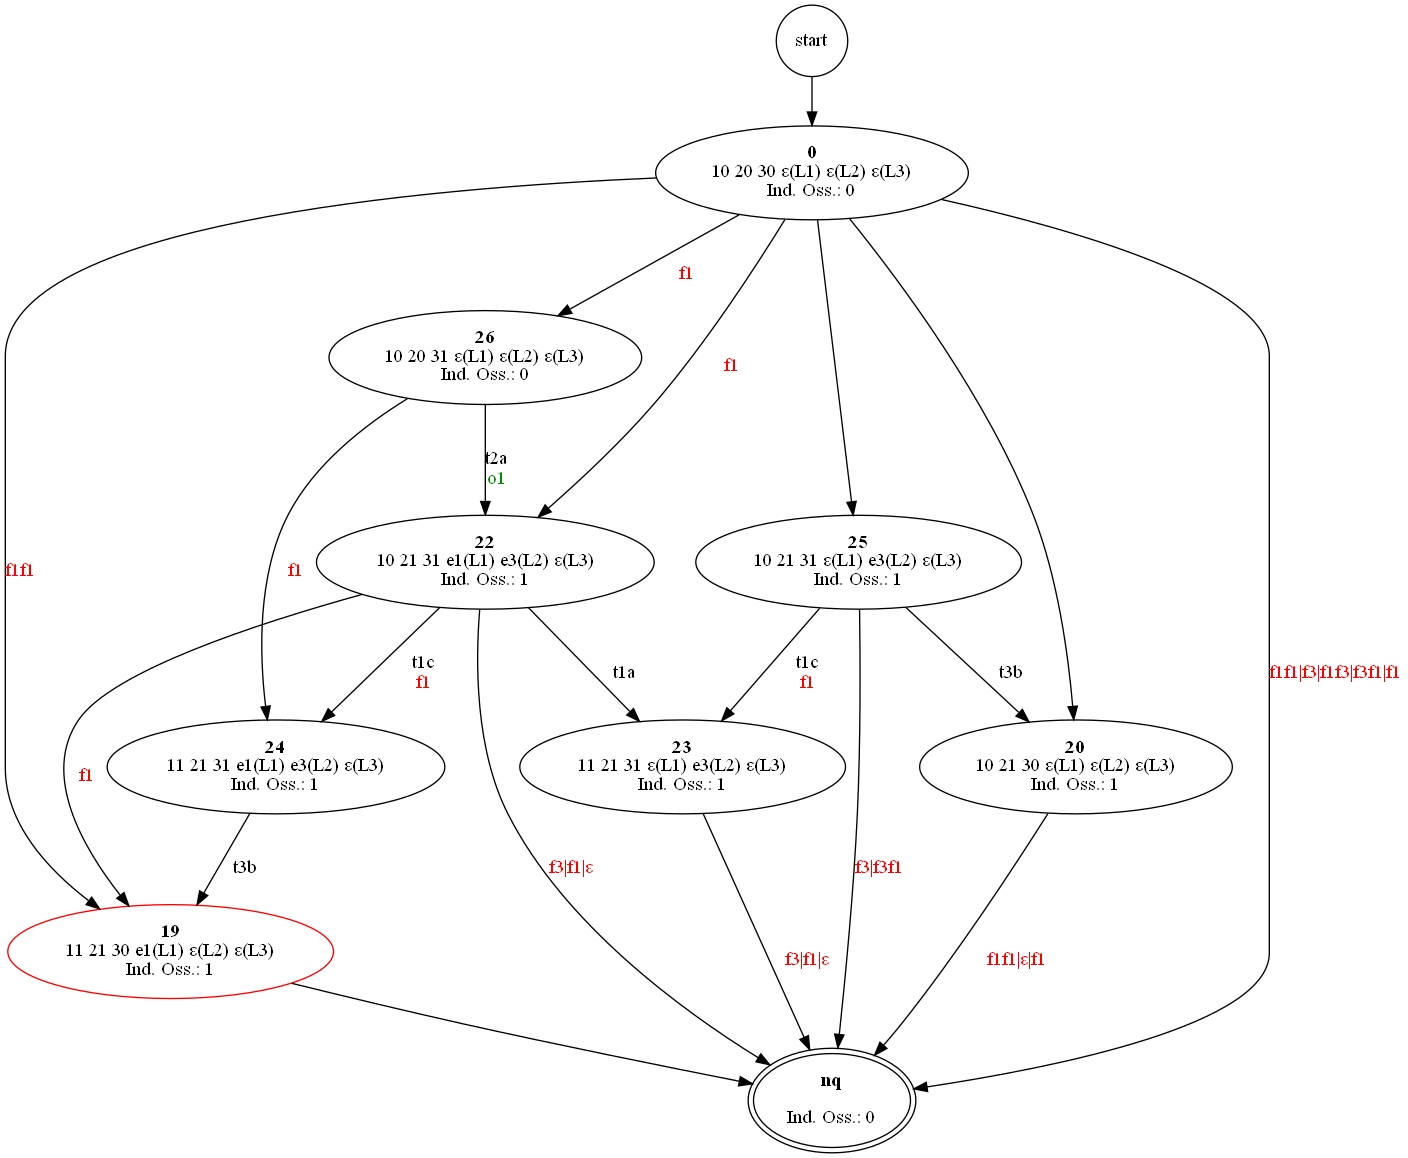 start
0
10 20 30 ε(L1) ε(L2) ε(L3)
Ind. Oss.: 0
f1
26
10 20 31 ε(L1) ε(L2) ε(L3)
Ind. Oss.: 0
f1
t2a
o1
22
10 21 31 e1(L1) e3(L2) ε(L3)
Ind. Oss.: 1
25
10 21 31 ε(L1) e3(L2) ε(L3)
Ind. Oss.: 1
f1f1
f1
t1c
f1
t1a
t1c
f1
t3b
f1f1|f3|f1f3|f3f1|f1
24
11 21 31 e1(L1) e3(L2) ε(L3)
Ind. Oss.: 1
23
11 21 31 ε(L1) e3(L2) ε(L3)
Ind. Oss.: 1
20
10 21 30 ε(L1) ε(L2) ε(L3)
Ind. Oss.: 1
f1
t3b
f3|f1|ε
f3|f3f1
19
11 21 30 e1(L1) ε(L2) ε(L3)
Ind. Oss.: 1
f3|f1|ε
f1f1|ε|f1
nq
Ind. Oss.: 0